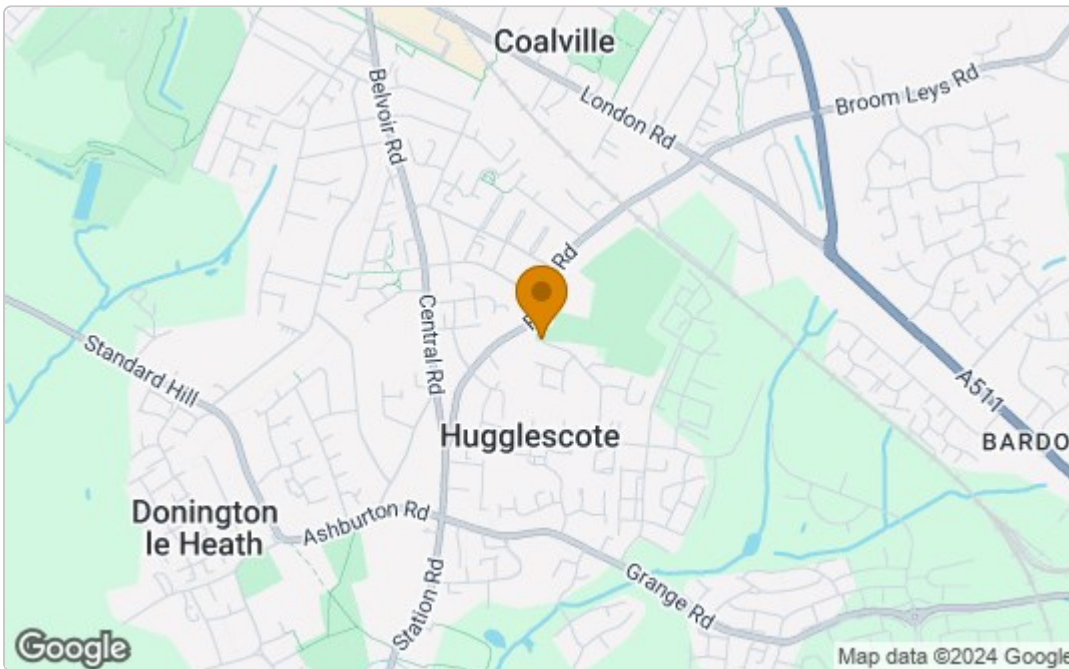 Coalville
Belvoir Rd
London Rd
Broom Leys Rd
Rd
Central Rd
Standard Hill
A511
Hugglescote
BARDO
Donington
le Heath
Ashburton Rd
Station Rd
Grange Rd
Google
Map data ©2024 Google